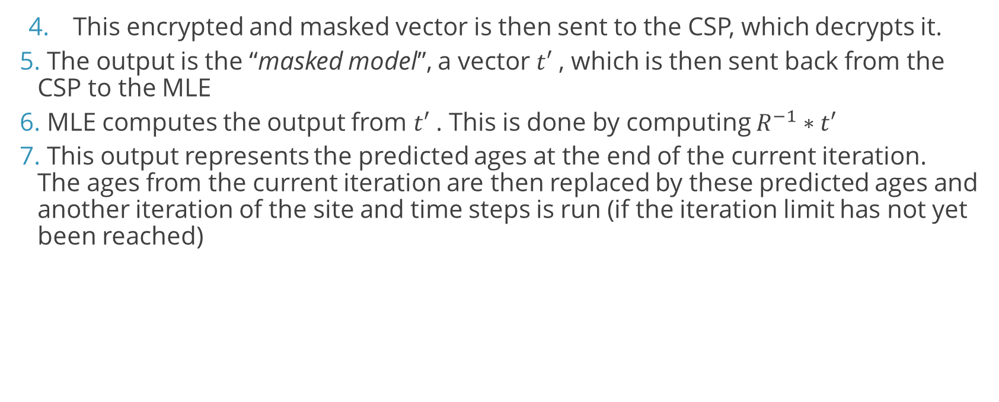 4. This encrypted and masked vector is then sent to the CSP, which decrypts it.
5. The output is the “masked model”, a vector t′ , which is then sent back from the
CSP to the MLE
6. MLE computes the output from t′ . This is done by computing R⁻¹ ∗ t′
7. This output represents the predicted ages at the end of the current iteration.
The ages from the current iteration are then replaced by these predicted ages and
another iteration of the site and time steps is run (if the iteration limit has not yet
been reached)